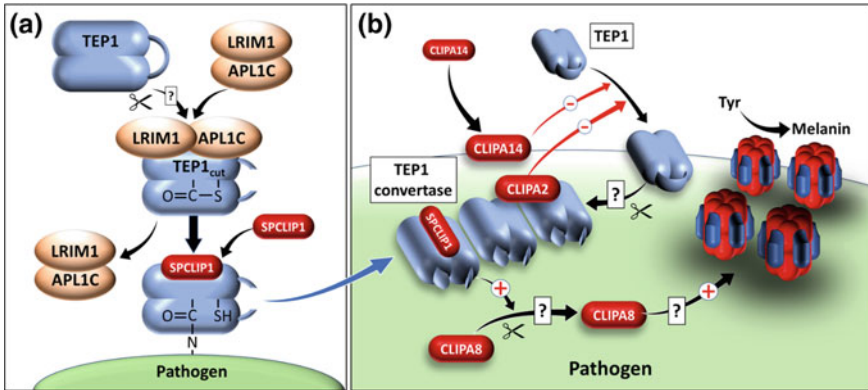 (a)
TEP1
LRIM1
APL1C
?
LRIM1 APL1C
TEP1cut
O=C—S
LRIM1
APL1C
SPCLIP1
SPCLIP1
O=C SH
N
Pathogen
(b)
CLIPA14
TEP1
−
−
CLIPA14
TEP1
convertase
CLIPA2
SPCLIP1
?
Tyr
Melanin
+
CLIPA8
?
CLIPA8
?
+
Pathogen